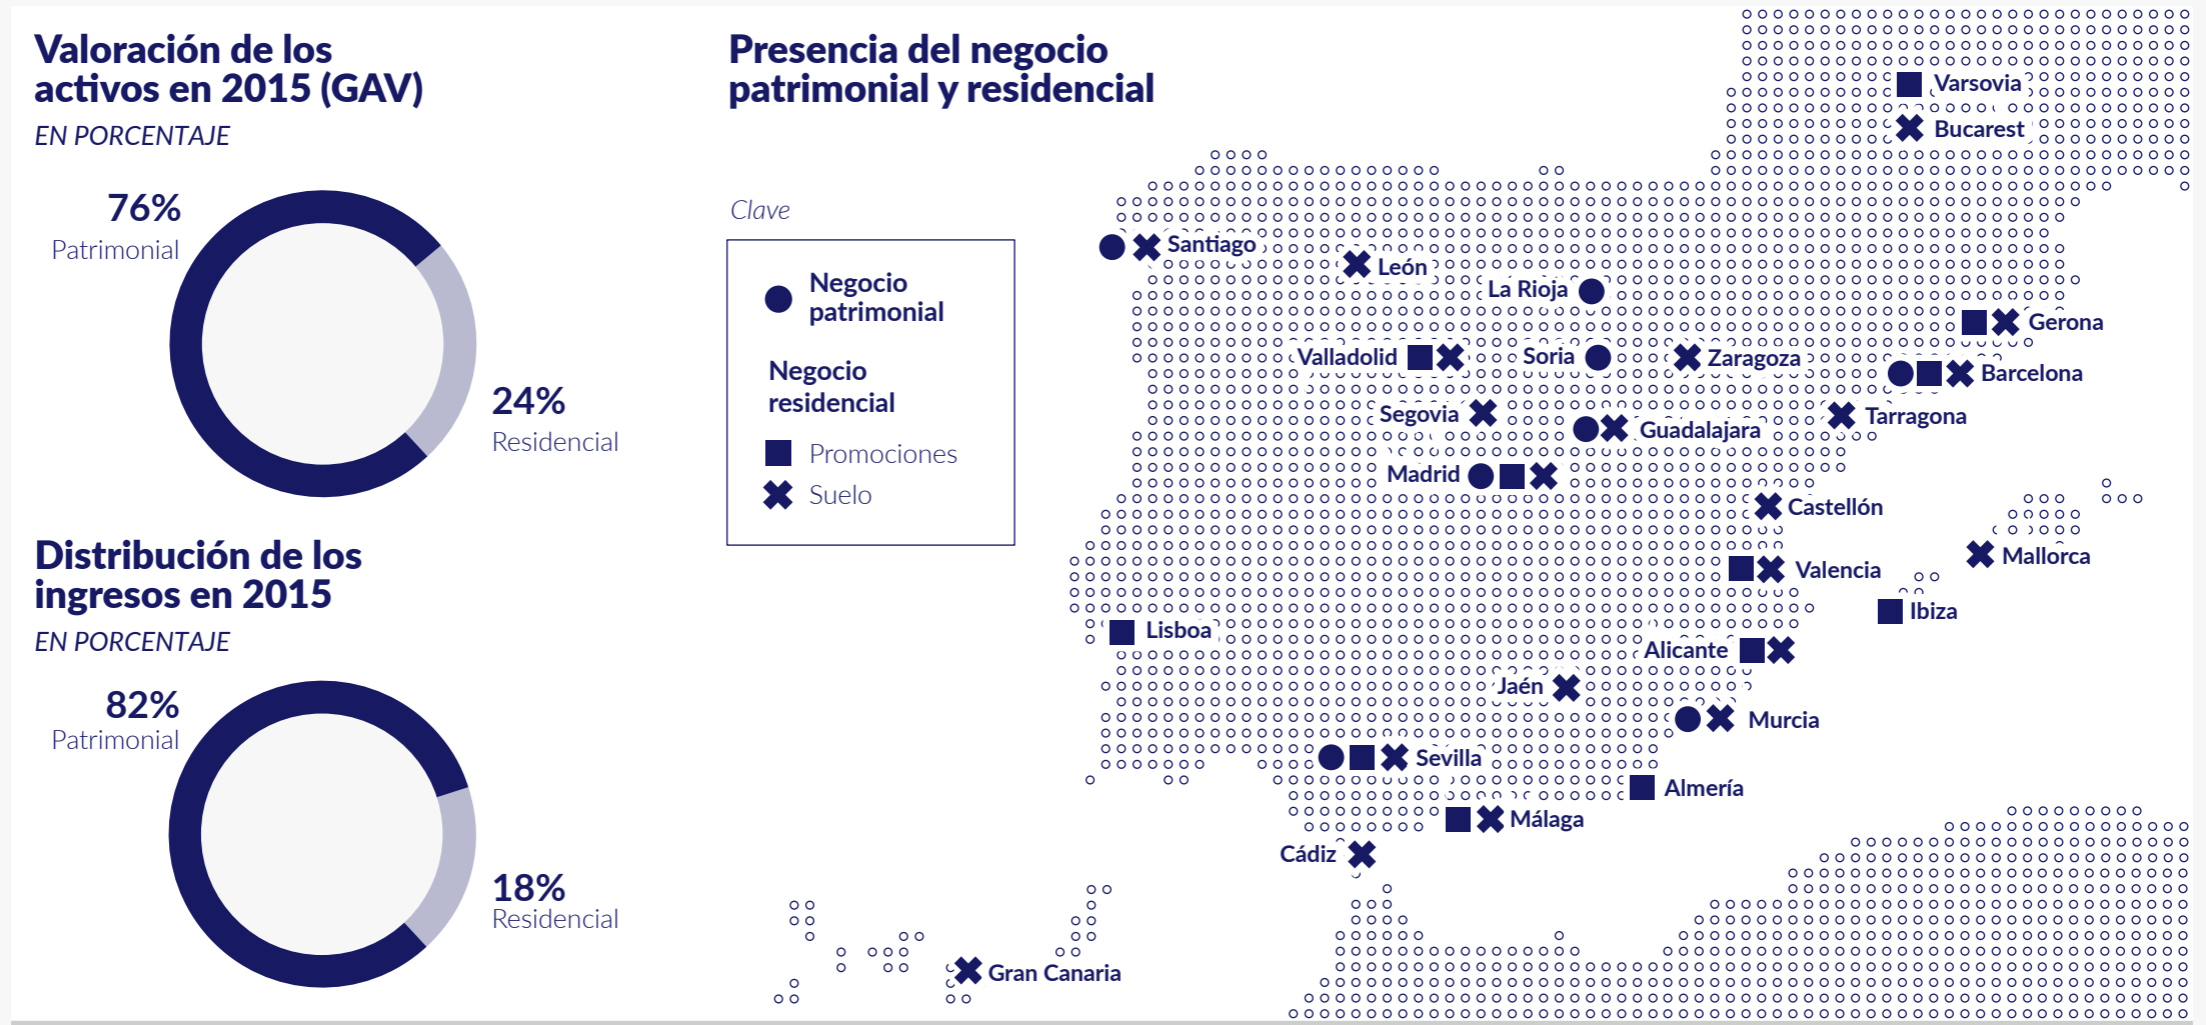 Valoración de los
activos en 2015 (GAV)
EN PORCENTAJE
76%
Patrimonial
24%
Residencial
Distribución de los
ingresos en 2015
EN PORCENTAJE
82%
Patrimonial
18%
Residencial
Presencia del negocio
patrimonial y residencial
Clave
Negocio
patrimonial
Negocio
residencial
Promociones
Suelo
Varsovia
Bucarest
Santiago
León
La Rioja
Gerona
Valladolid
Soria
Zaragoza
Barcelona
Segovia
Guadalajara
Tarragona
Madrid
Castellón
Mallorca
Valencia
Ibiza
Lisboa
Alicante
Jaén
Murcia
Sevilla
Almería
Málaga
Cádiz
Gran Canaria